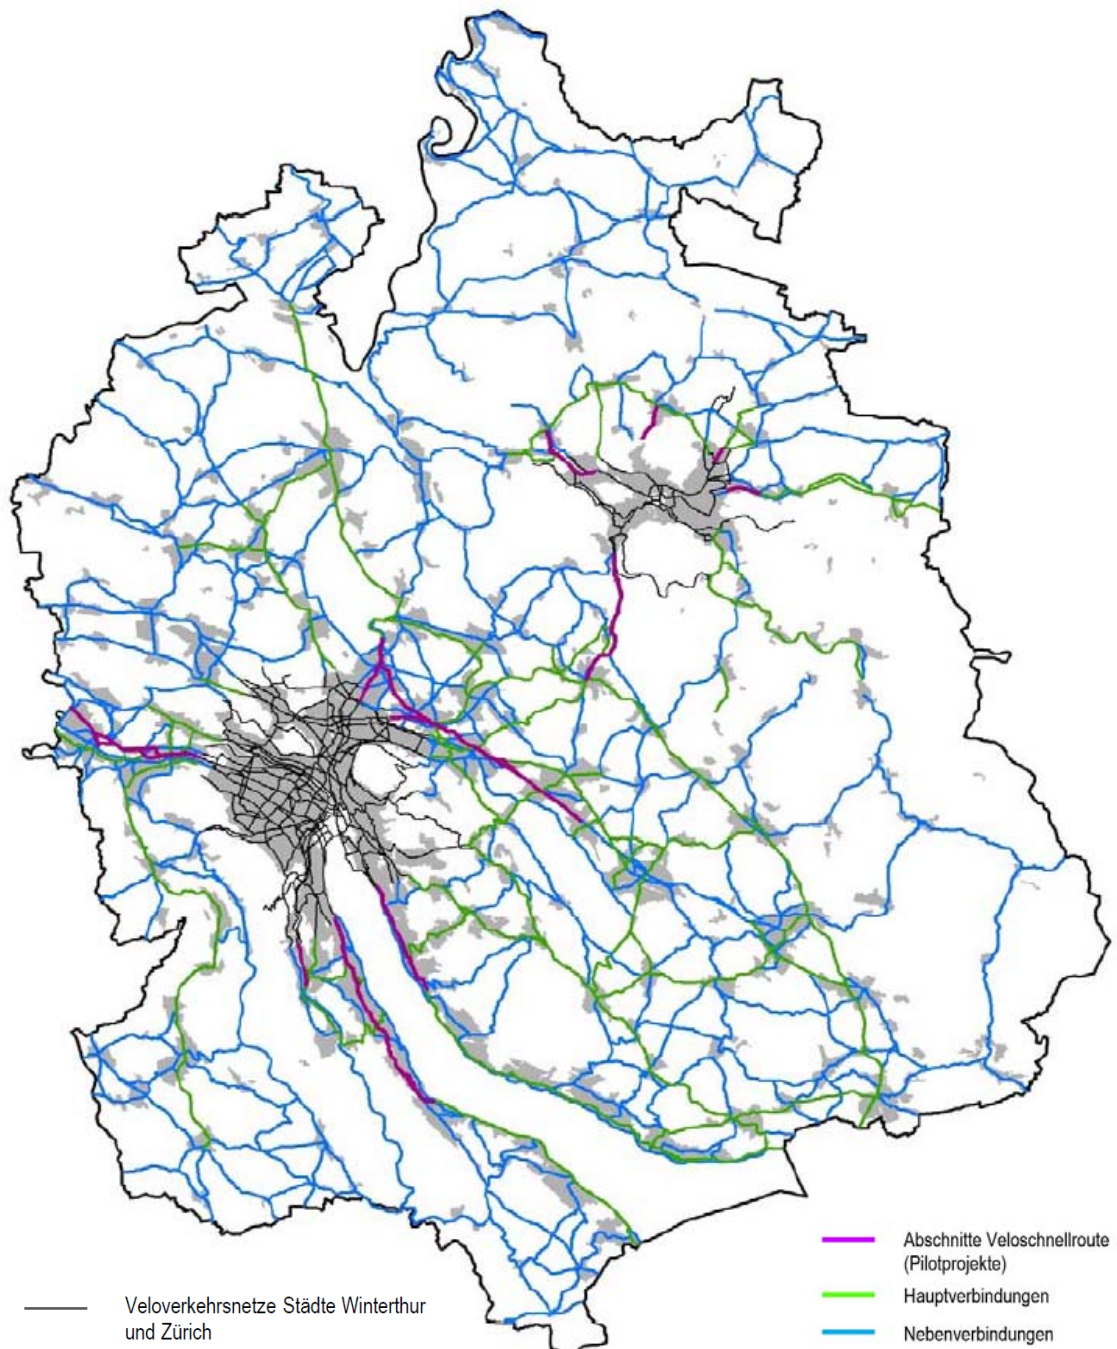 Abschnitte Veloschnellroute
(Pilotprojekte)
Hauptverbindungen
Nebenverbindungen
Veloverkehrsnetze Städte Winterthur
und Zürich